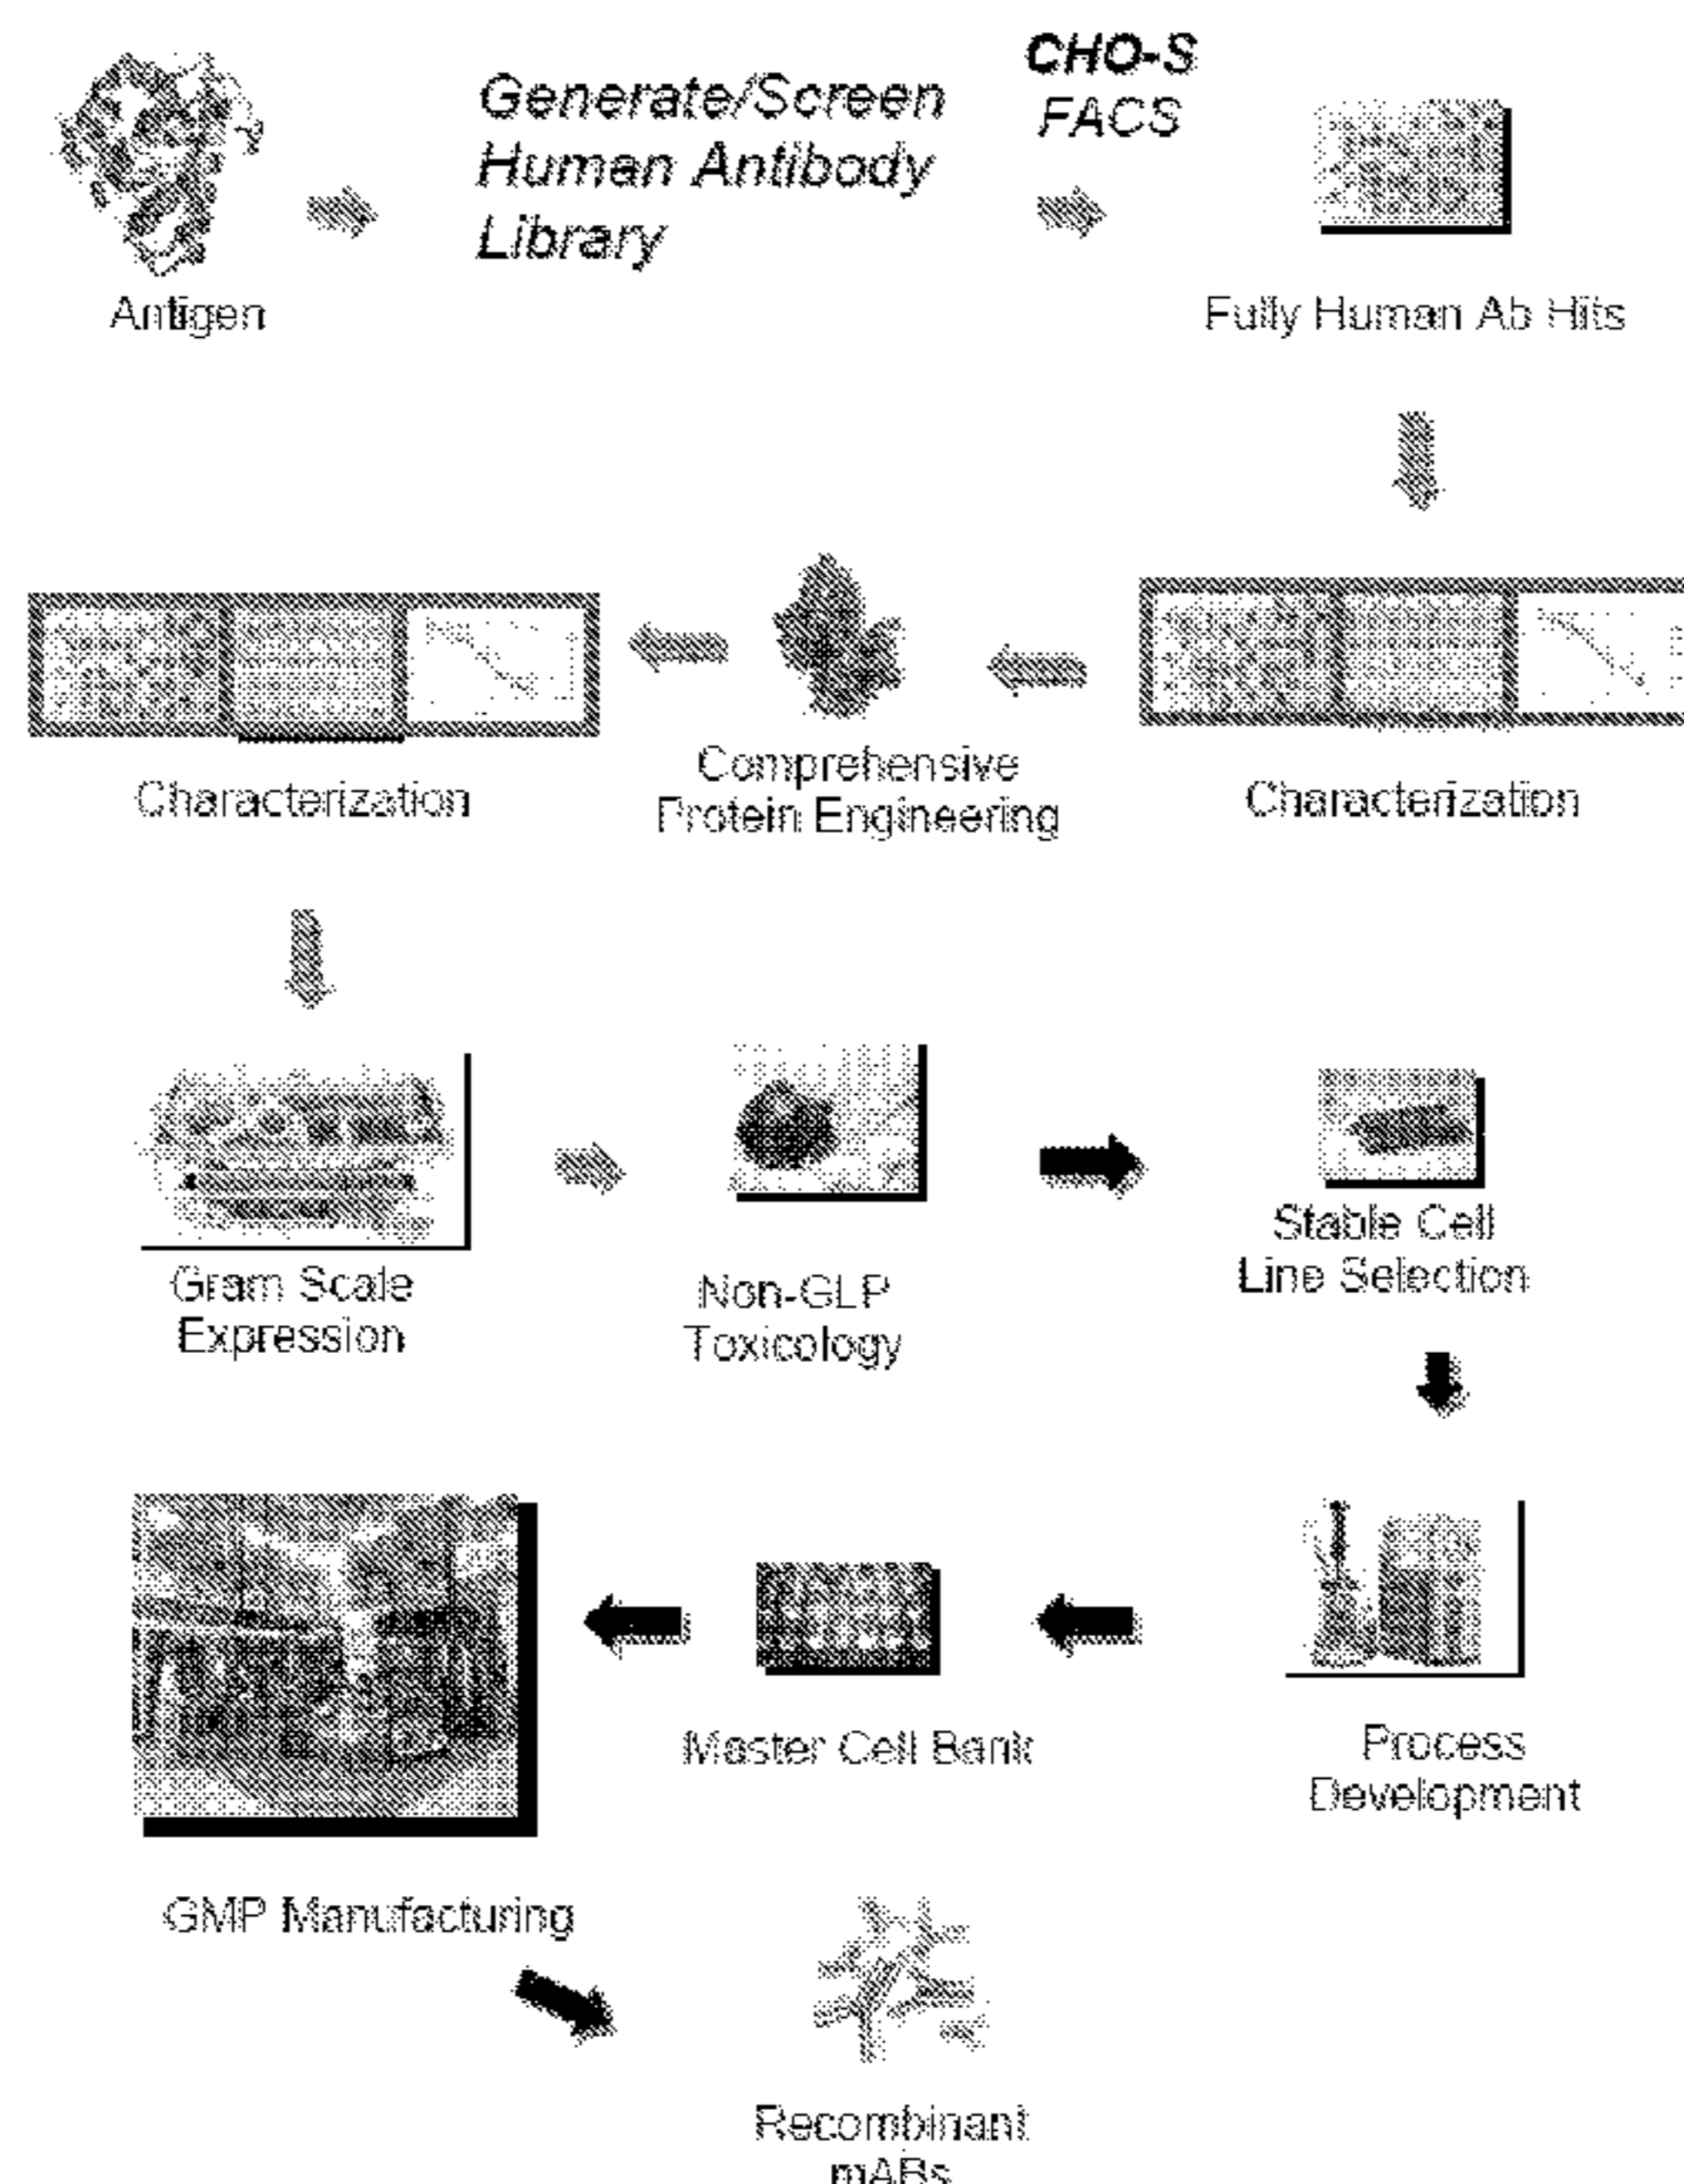 CHO-S
FACS
Generate/Screen
Human Antibody
Library
Antigen
Fully Human Ab Hits
Characterization
Comprehensive
Protein Engineering
Characterization
Gram Scale
Expression
Non-GLP
Toxicology
Stable Cell
Line Selection
Process
Development
Master Cell Bank
GMP Manufacturing
Recombinant
mABs